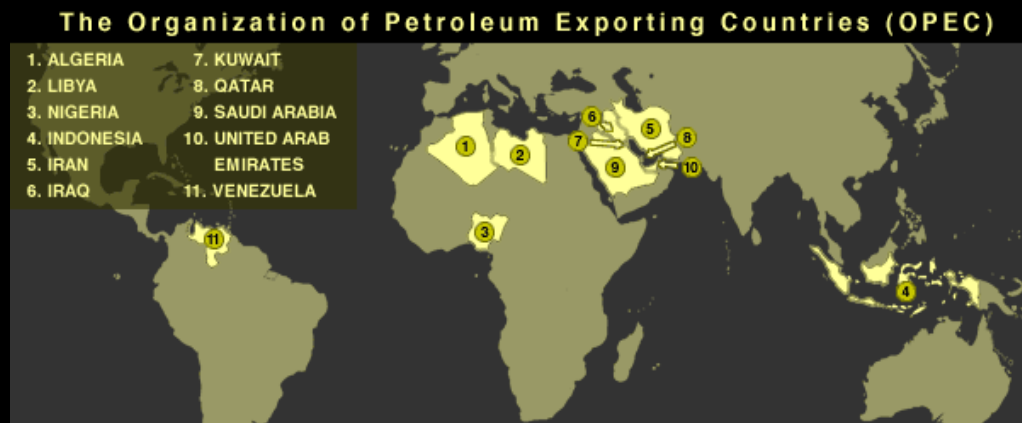 The Organization of Petroleum Exporting Countries (OPEC)
1. ALGERIA
2. LIBYA
3. NIGERIA
4. INDONESIA
5. IRAN
6. IRAQ
7. KUWAIT
8. QATAR
9. SAUDI ARABIA
10. UNITED ARAB
EMIRATES
11. VENEZUELA
6
5
8
7
1
2
9
10
3
11
4